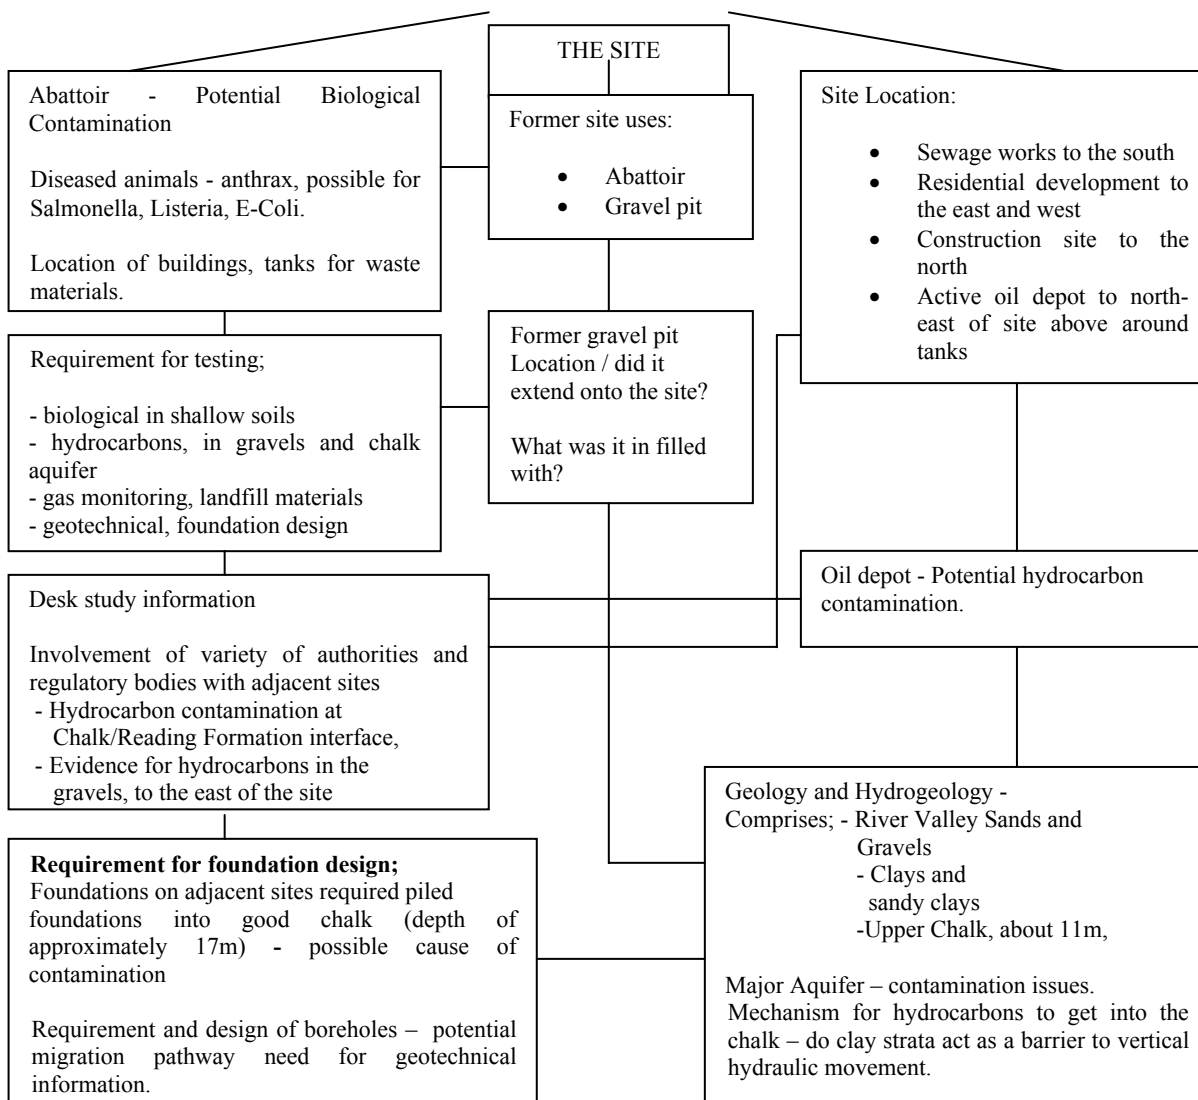 THE SITE
Abattoir - Potential Biological
Contamination
Diseased animals - anthrax, possible for
Salmonella, Listeria, E-Coli.
Location of buildings, tanks for waste
materials.
Former site uses:
• Abattoir
• Gravel pit
Site Location:
• Sewage works to the south
• Residential development to
the east and west
• Construction site to the
north
• Active oil depot to north-
east of site above around
tanks
Requirement for testing;
- biological in shallow soils
- hydrocarbons, in gravels and chalk
aquifer
- gas monitoring, landfill materials
- geotechnical, foundation design
Former gravel pit
Location / did it
extend onto the site?
What was it in filled
with?
Desk study information
Involvement of variety of authorities and
regulatory bodies with adjacent sites
- Hydrocarbon contamination at
Chalk/Reading Formation interface,
- Evidence for hydrocarbons in the
gravels, to the east of the site
Oil depot - Potential hydrocarbon
contamination.
Requirement for foundation design;
Foundations on adjacent sites required piled
foundations into good chalk (depth of
approximately 17m) - possible cause of
contamination
Requirement and design of boreholes – potential
migration pathway need for geotechnical
information.
Geology and Hydrogeology -
Comprises; - River Valley Sands and
Gravels
- Clays and
sandy clays
-Upper Chalk, about 11m,
Major Aquifer – contamination issues.
Mechanism for hydrocarbons to get into the
chalk – do clay strata act as a barrier to vertical
hydraulic movement.